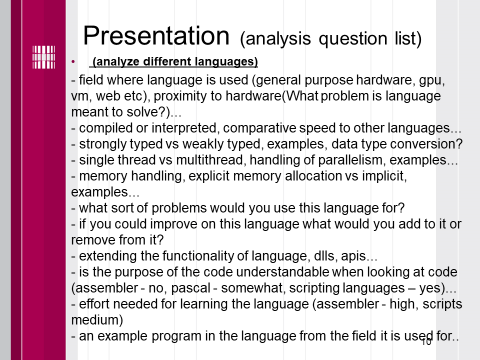 Presentation (analysis question list)
• (analyze different languages)
- field where language is used (general purpose hardware, gpu,
vm, web etc), proximity to hardware(What problem is language
meant to solve?)…
- compiled or interpreted, comparative speed to other languages…
- strongly typed vs weakly typed, examples, data type conversion?
- single thread vs multithread, handling of parallelism, examples…
- memory handling, explicit memory allocation vs implicit,
examples…
- what sort of problems would you use this language for?
- if you could improve on this language what would you add to it or
remove from it?
- extending the functionality of language, dlls, apis…
- is the purpose of the code understandable when looking at code
(assembler - no, pascal - somewhat, scripting languages – yes)…
- effort needed for learning the language (assembler - high, scripts
medium)
- an example program in the language from the field it is used for..
10